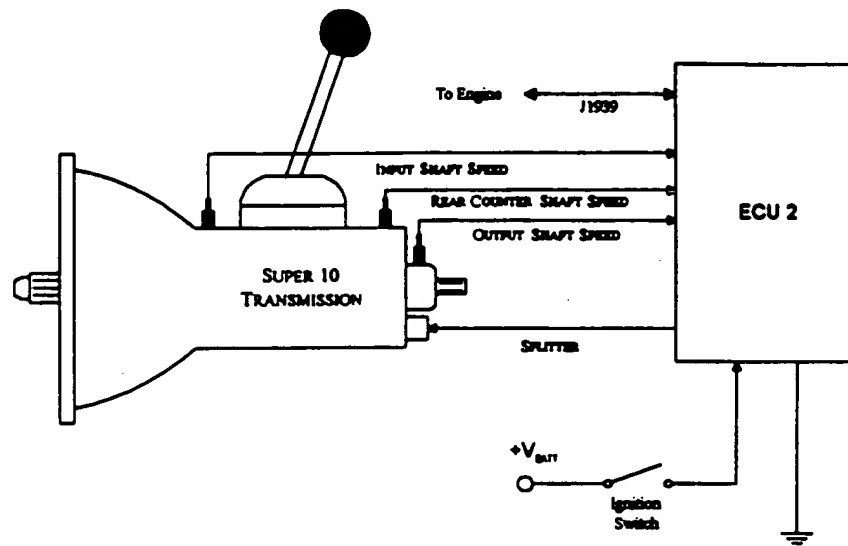 To Engine
J1939
INPUT SHAFT SPEED
REAR COUNTER SHAFT SPEED
ECU 2
OUTPUT SHAFT SPEED
SUPER 10
TRANSMISSION
SPLITTER
+VBATT
Ignition
Switch